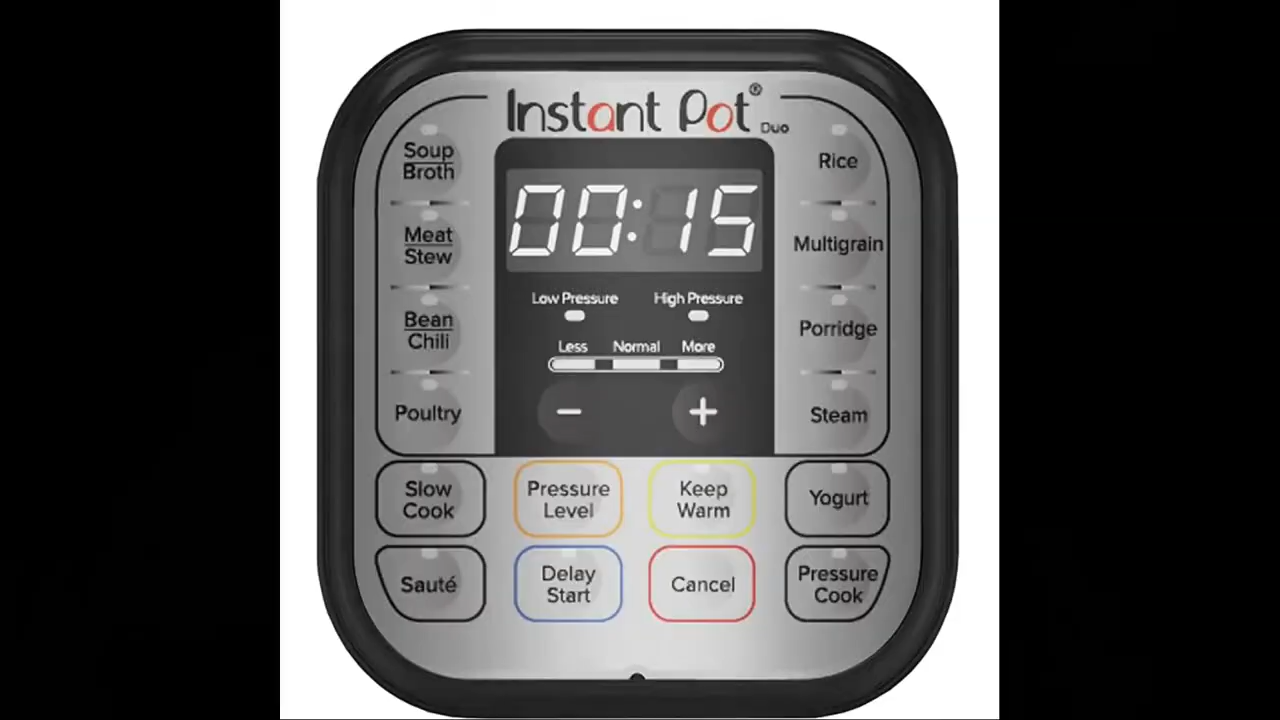 Instant Pot®
Duo
Soup
Broth
Meat
Stew
Bean
Chili
Poultry
00:15
Low Pressure High Pressure
Less Normal More
− +
Rice
Multigrain
Porridge
Steam
Slow
Cook
Pressure
Level
Keep
Warm
Yogurt
Sauté
Delay
Start
Cancel
Pressure
Cook